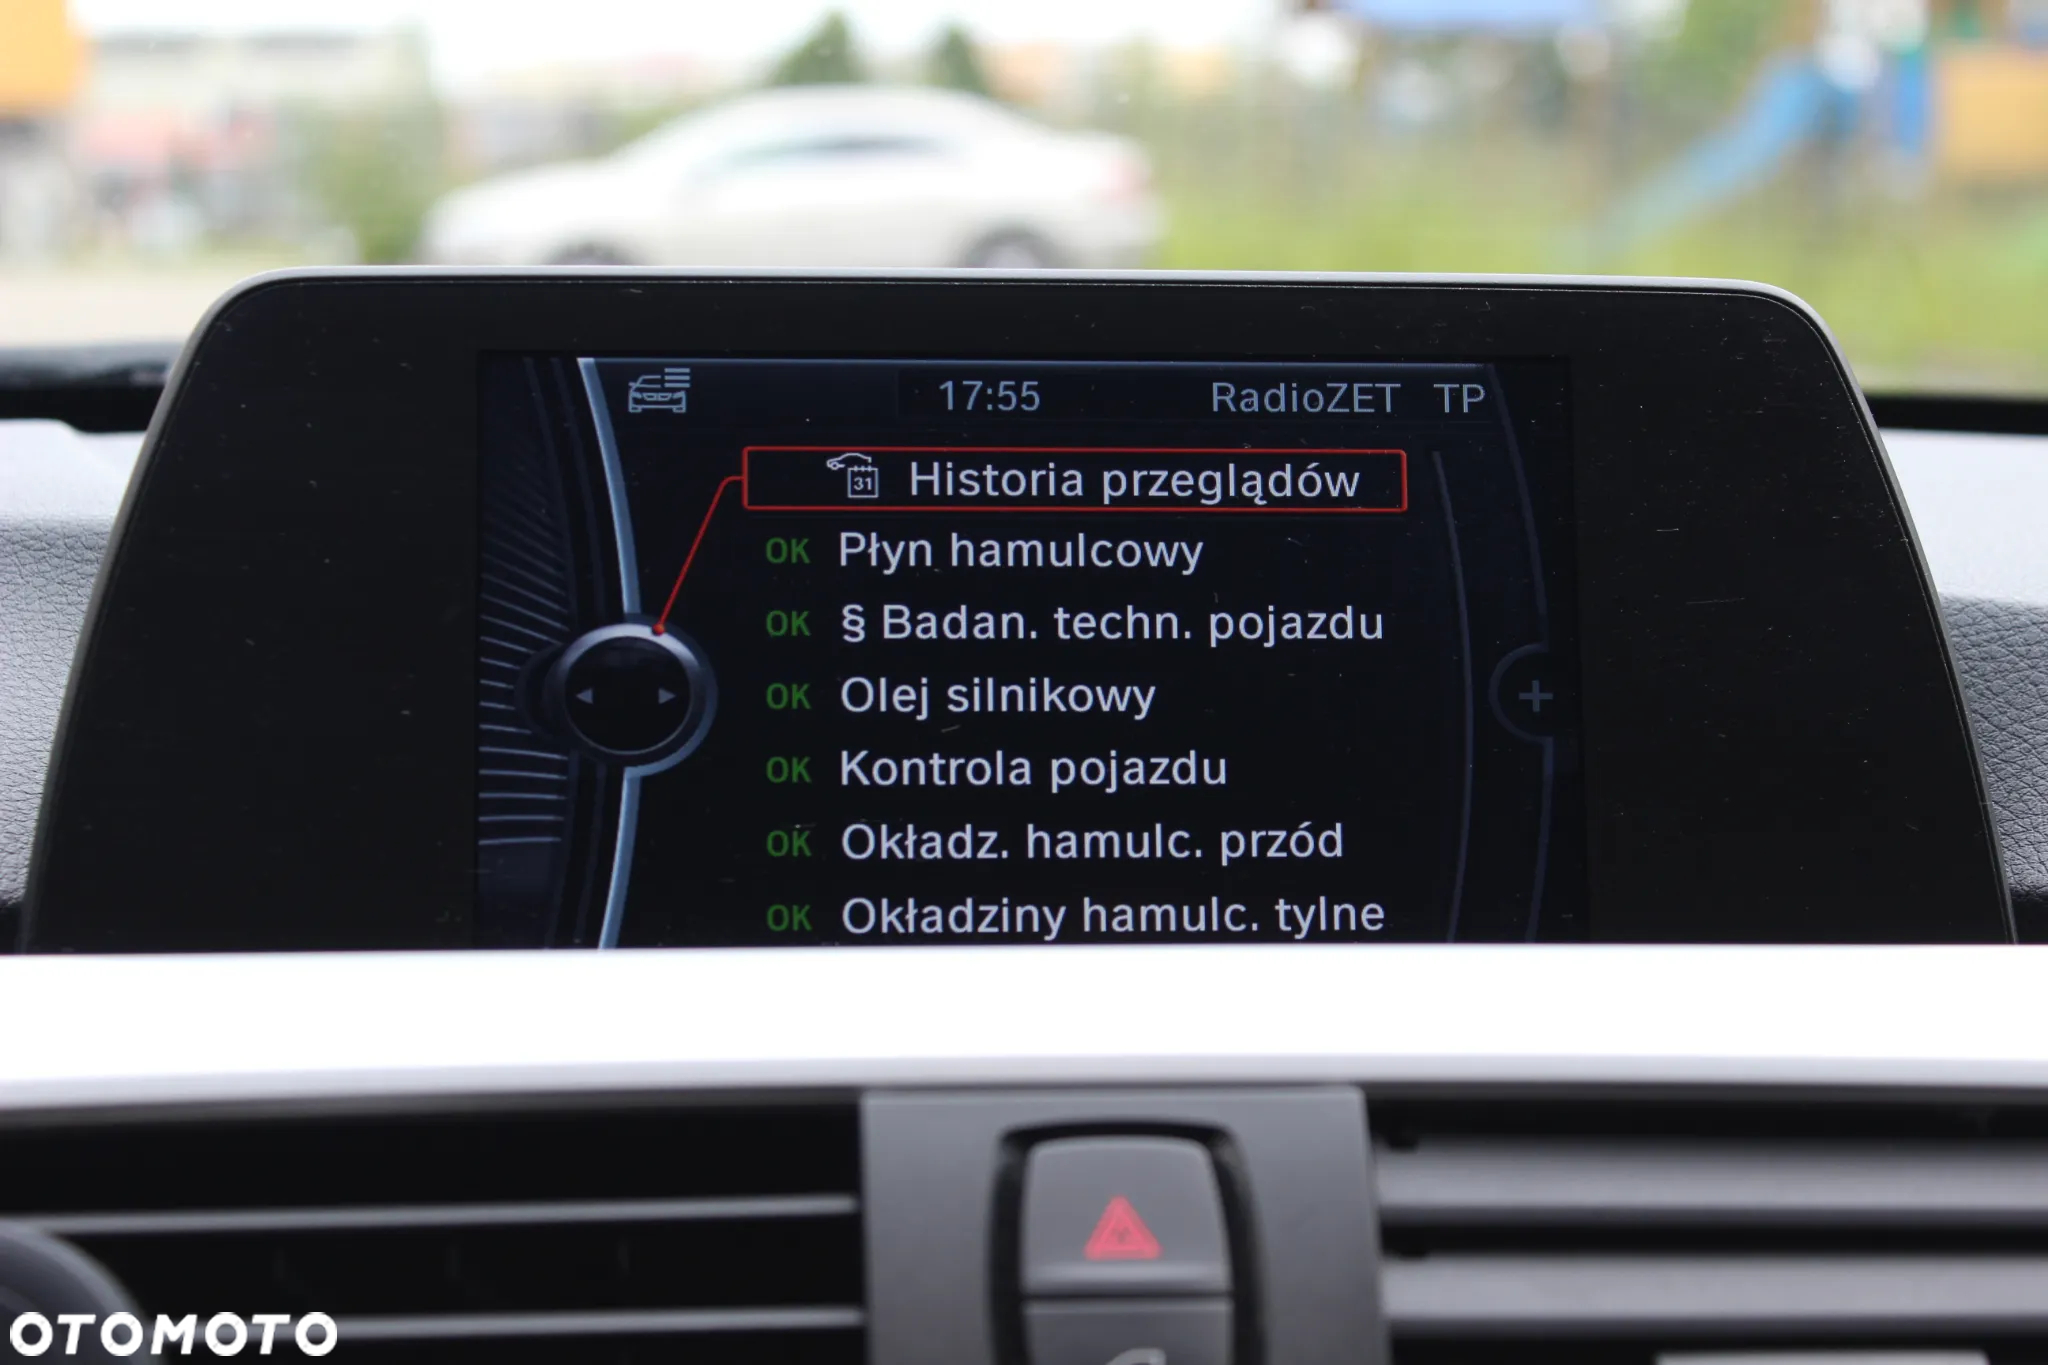 17:55 RadioZET TP
31 Historia przeglądów
OK Płyn hamulcowy
OK § Badan. techn. pojazdu
OK Olej silnikowy
OK Kontrola pojazdu
OK Okładz. hamulc. przód
OK Okładziny hamulc. tylne
OTOMOTO